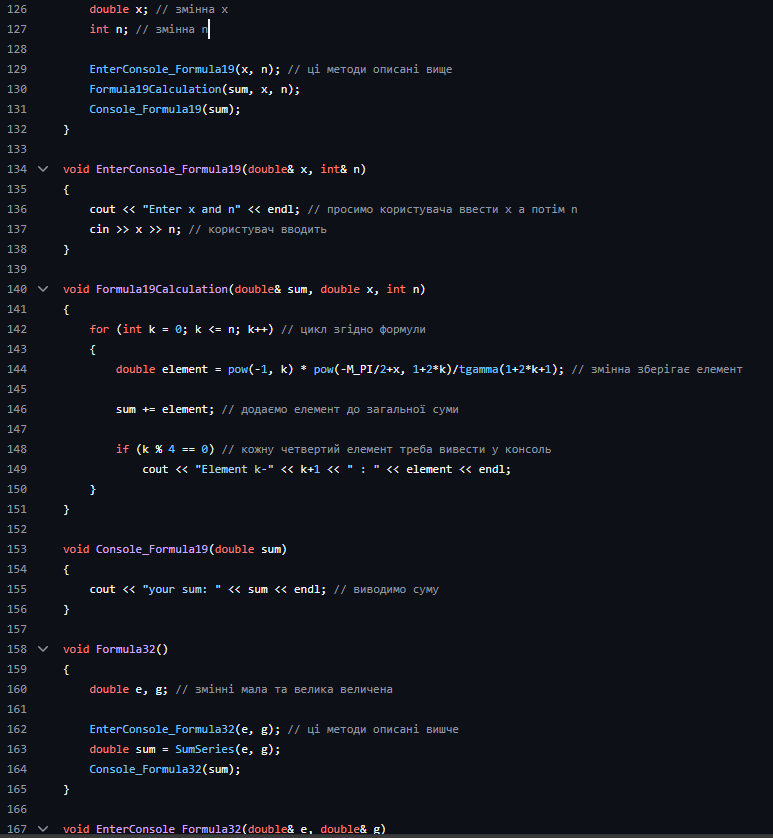 126 double x; // змінна x
127 int n; // змінна n
128
129 EnterConsole_Formula19(x, n); // ці методи описані вище
130 Formula19Calculation(sum, x, n);
131 Console_Formula19(sum);
132 }
133
134 void EnterConsole_Formula19(double& x, int& n)
135 {
136 cout << "Enter x and n" << endl; // просимо користувача ввести x а потім n
137 cin >> x >> n; // користувач вводить
138 }
139
140 void Formula19Calculation(double& sum, double x, int n)
141 {
142 for (int k = 0; k <= n; k++) // цикл згідно формули
143 {
144 double element = pow(-1, k) * pow(-M_PI/2+x, 1+2*k)/tgamma(1+2*k+1); // змінна зберігає елемент
145
146 sum += element; // додаємо елемент до загальної суми
147
148 if (k % 4 == 0) // кожну четвертий елемент треба вивести у консоль
149 cout << "Element k-" << k+1 << " : " << element << endl;
150 }
151 }
152
153 void Console_Formula19(double sum)
154 {
155 cout << "your sum: " << sum << endl; // виводимо суму
156 }
157
158 void Formula32()
159 {
160 double e, g; // змінні мала та велика величена
161
162 EnterConsole_Formula32(e, g); // ці методи описані вишче
163 double sum = SumSeries(e, g);
164 Console_Formula32(sum);
165 }
166
167 void EnterConsole_Formula32(double& e, double& g)